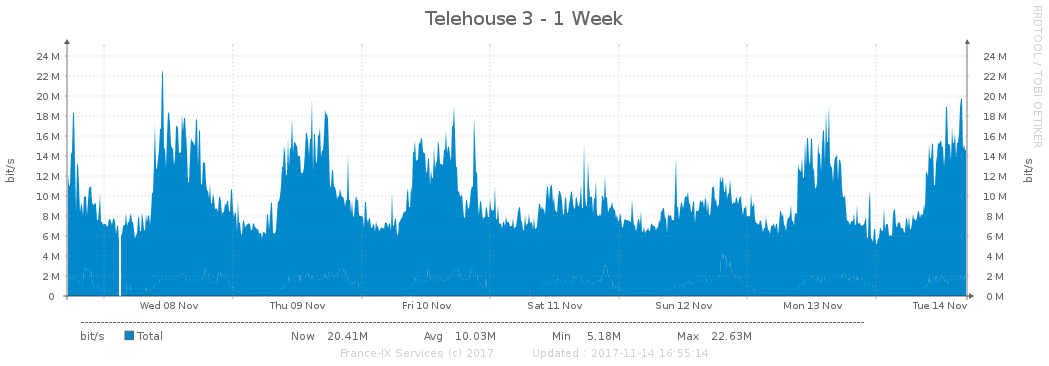 Telehouse 3 - 1 Week
RRDTOOL / TOBI OETIKER
bit/s
24 M 24 M
22 M 22 M
20 M 20 M
18 M 18 M
16 M 16 M
14 M 14 M
12 M 12 M
10 M 10 M
8 M 8 M
6 M 6 M
4 M 4 M
2 M 2 M
0 0 M
bit/s
Wed 08 Nov Thu 09 Nov Fri 10 Nov Sat 11 Nov Sun 12 Nov Mon 13 Nov Tue 14 Nov
bit/s Total Now 20.41M Avg 10.03M Min 5.18M Max 22.63M
France-IX Services (c) 2017 Updated : 2017-11-14 16:55:14